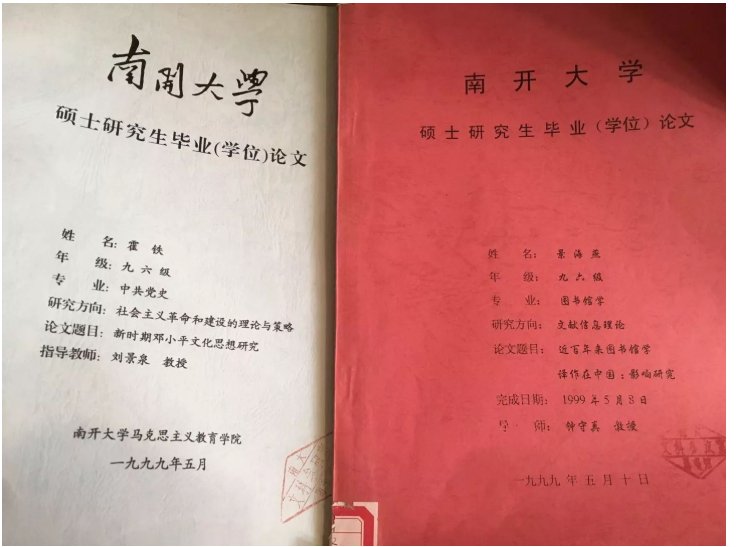 南開大學
硕士研究生毕业(学位)论文
姓 名：霍 铁
年 级：九六级
专 业：中共党史
研究方向：社会主义革命和建设的理论与策略
论文题目：新时期邓小平文化思想研究
指导教师：刘景泉 教授
南开大学马克思主义教育学院
一九九九年五月
南开大学
硕士研究生毕业（学位）论文
姓 名：景海燕
年 级：九六级
专 业：图书馆学
研究方向：文献信息理论
论文题目：近百年来图书馆学
译作在中国：影响研究
完成日期：1999年5月8日
导 师：钟守真 教授
一九九九年五月十日